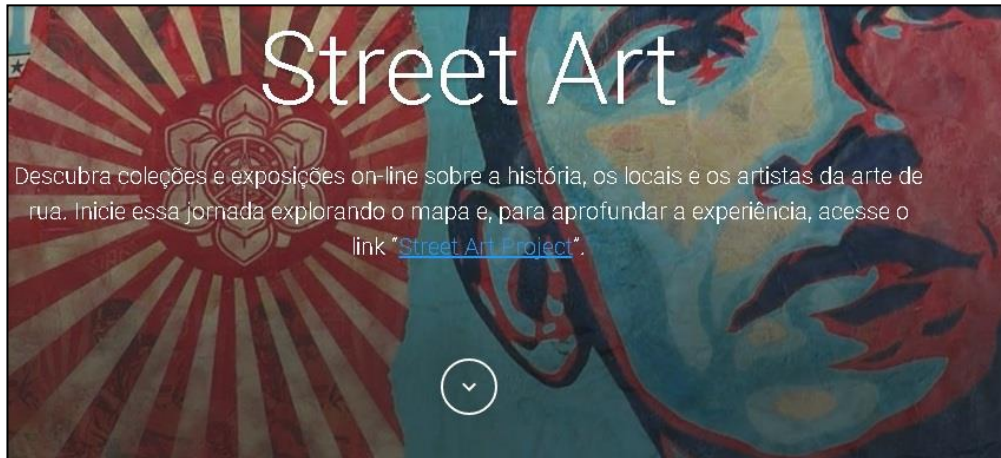 Street Art
Descubra coleções e exposições on-line sobre a história, os locais e os artistas da arte de
rua. Inicie essa jornada explorando o mapa e, para aprofundar a experiência, acesse o
link “Street Art Project”.